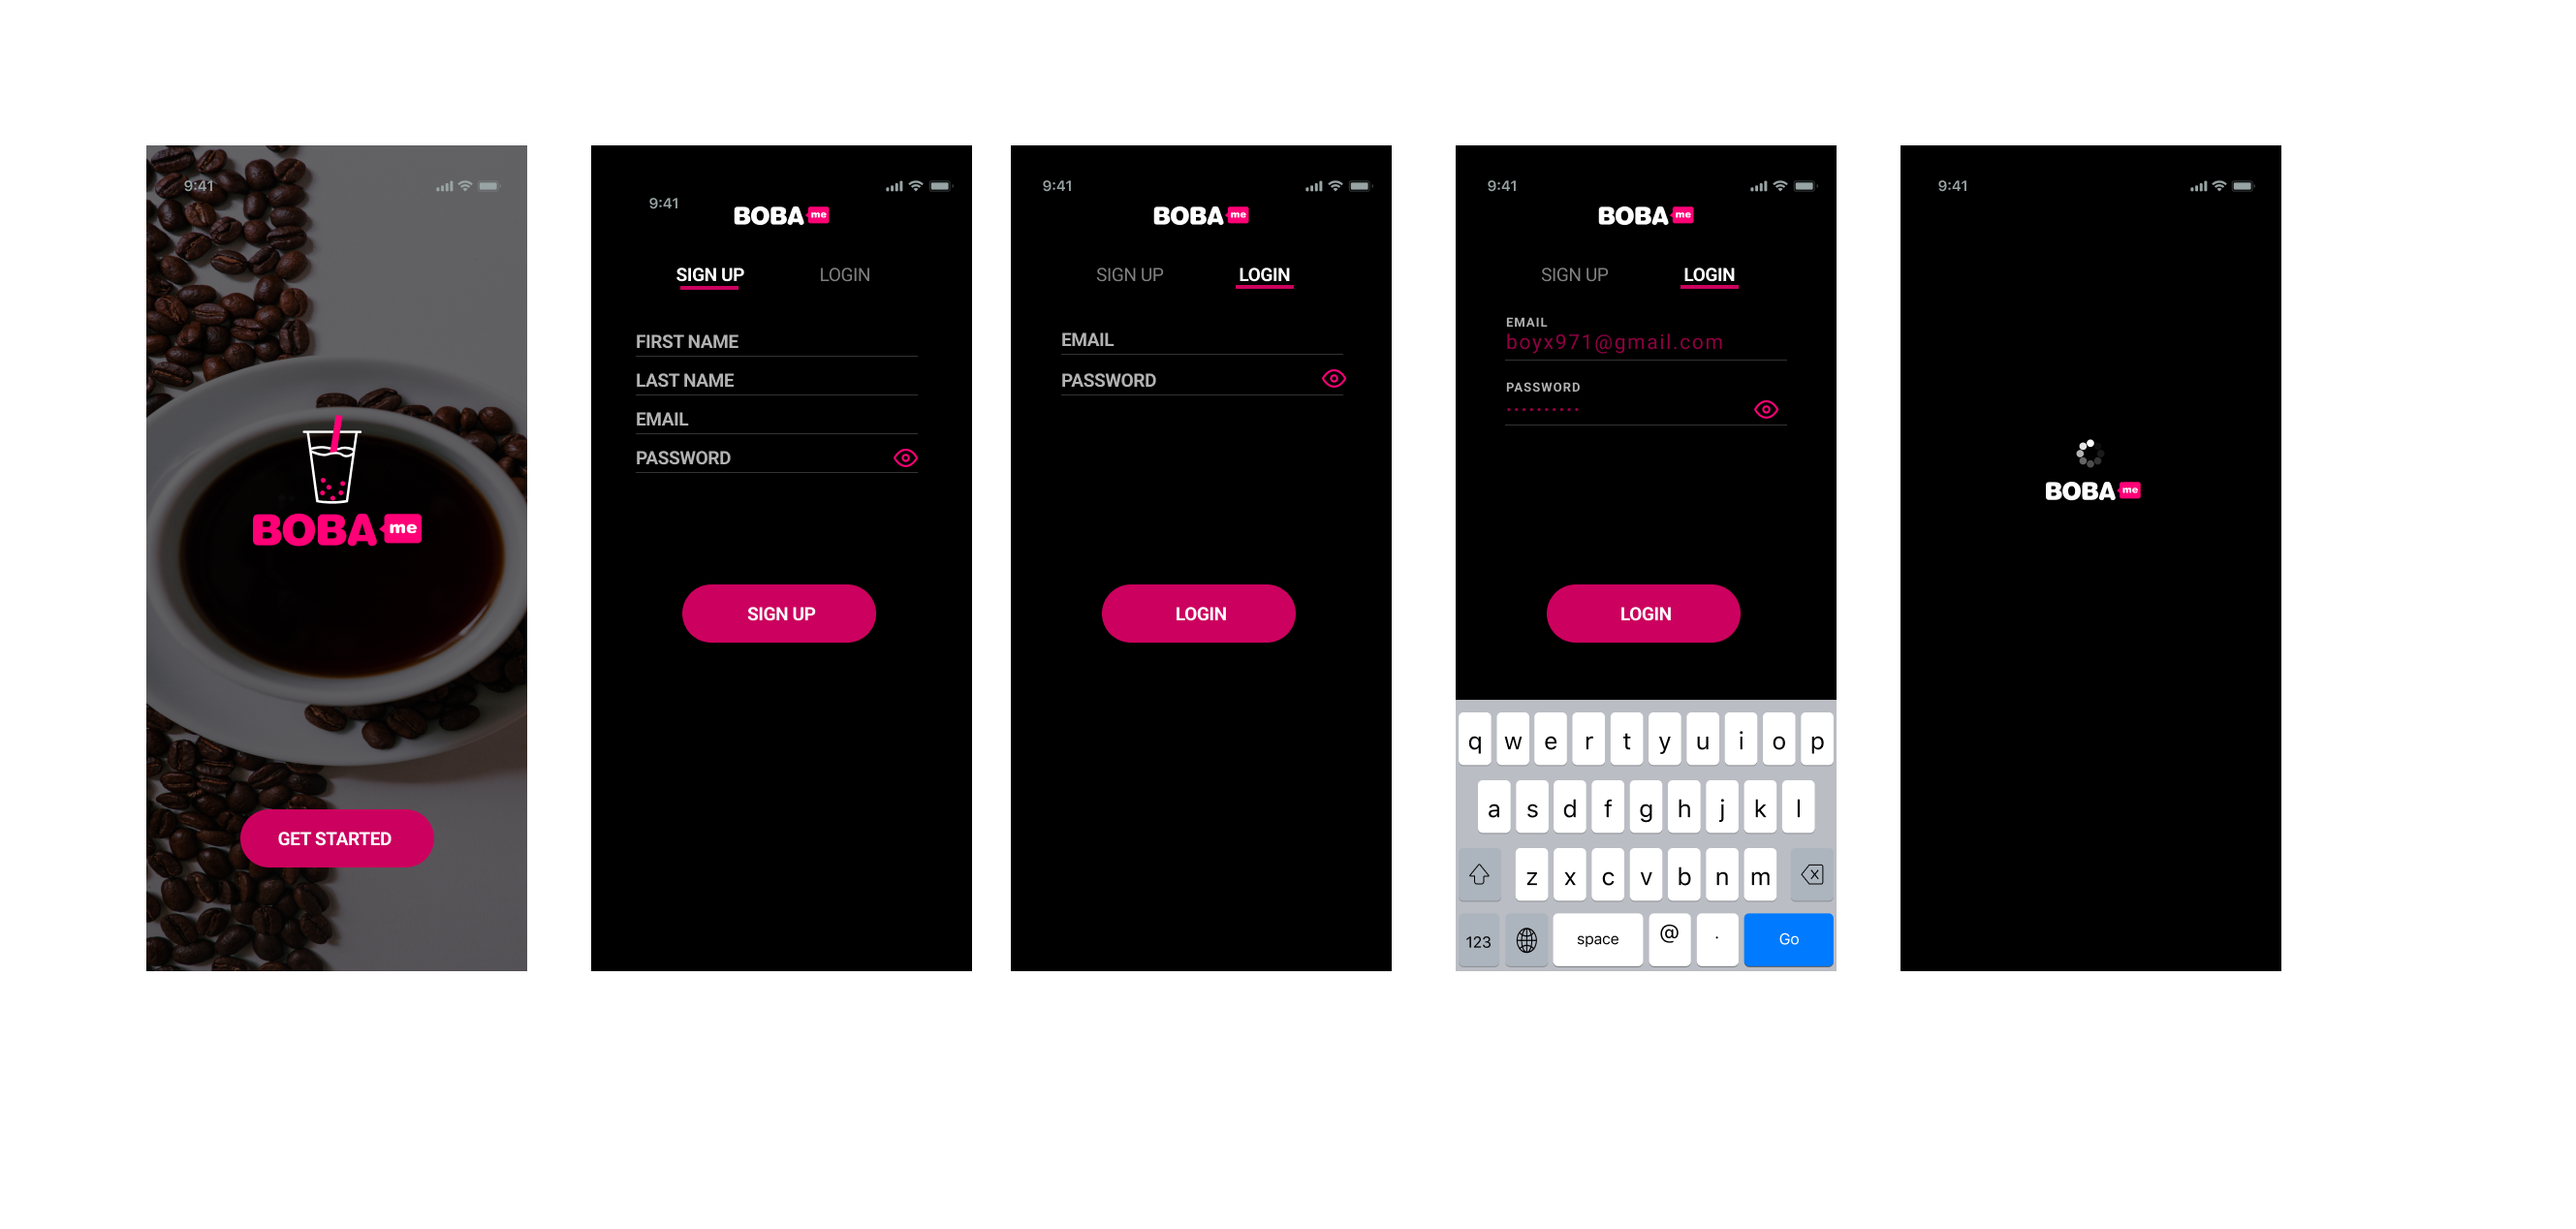 9:41
BOBA me
GET STARTED
9:41
BOBA me
SIGN UP LOGIN
FIRST NAME
LAST NAME
EMAIL
PASSWORD
SIGN UP
9:41
BOBA me
SIGN UP LOGIN
EMAIL
PASSWORD
LOGIN
9:41
BOBA me
SIGN UP LOGIN
EMAIL
boyx971@gmail.com
PASSWORD
LOGIN
q w e r t y u i o p
a s d f g h j k l
z x c v b n m
123 space @ . Go
9:41
BOBA me